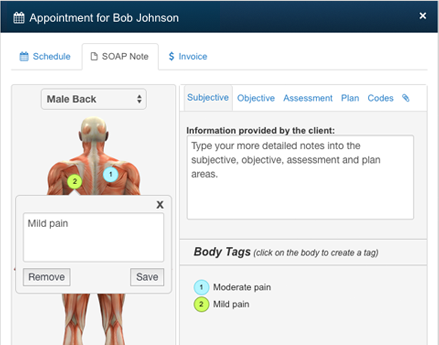 Appointment for Bob Johnson
x
Schedule
SOAP Note
$ Invoice
Male Back
Subjective
Objective
Assessment
Plan
Codes
Information provided by the client:
Type your more detailed notes into the
subjective, objective, assessment and plan
areas.
1
2
X
Mild pain
Remove
Save
Body Tags (click on the body to create a tag)
1 Moderate pain
2 Mild pain